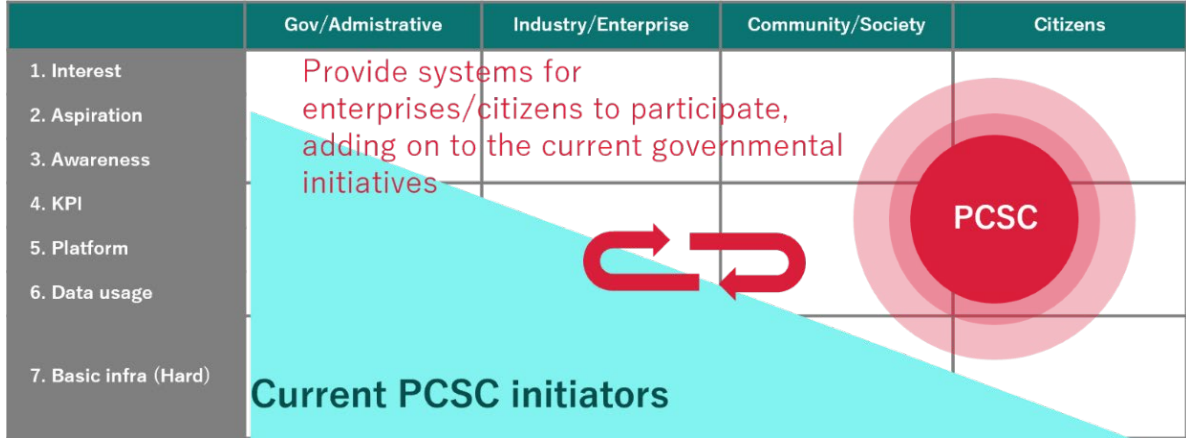 Gov/Admistrative
Industry/Enterprise
Community/Society
Citizens
1. Interest
2. Aspiration
3. Awareness
4. KPI
5. Platform
6. Data usage
7. Basic infra (Hard)
Provide systems for
enterprises/citizens to participate,
adding on to the current governmental
initiatives
PCSC
Current PCSC initiators